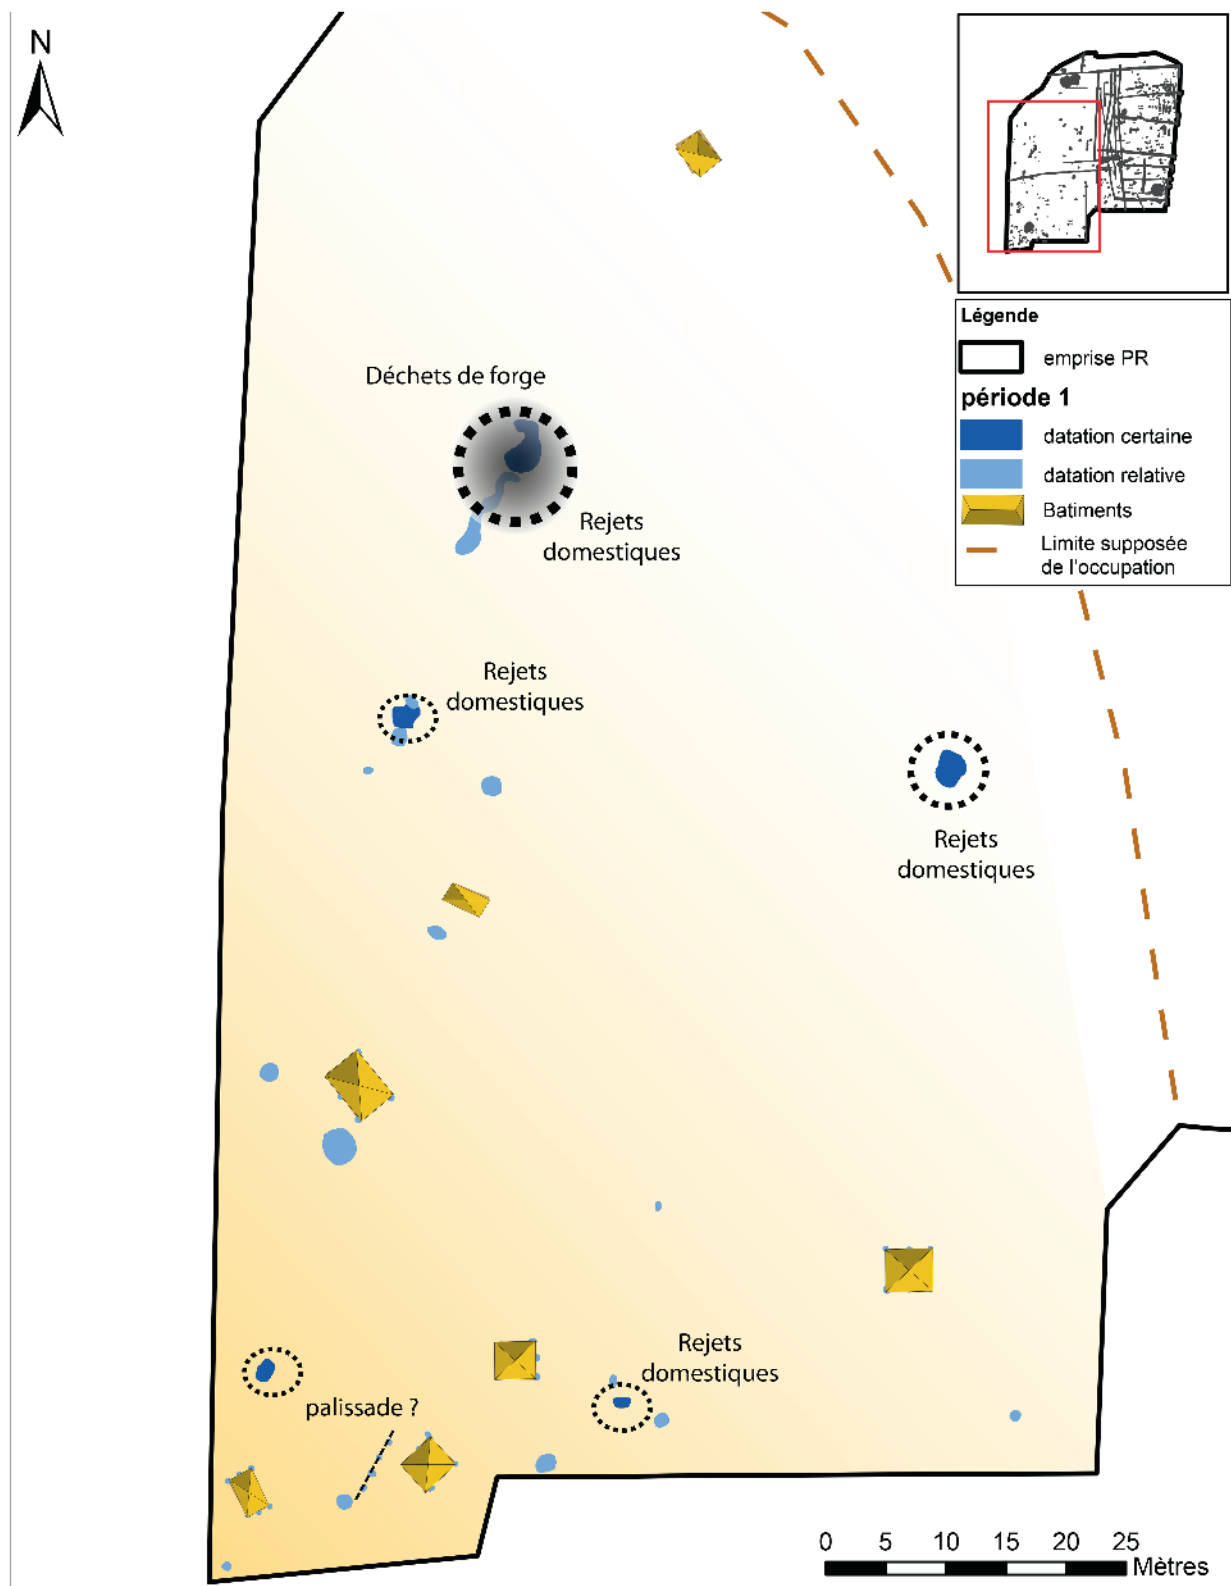 N
Légende
emprise PR
période 1
datation certaine
datation relative
Batiments
Limite supposée
de l'occupation
Déchets de forge
Rejets
domestiques
Rejets
domestiques
Rejets
domestiques
Rejets
domestiques
palissade ?
0 5 10 15 20 25
Mètres